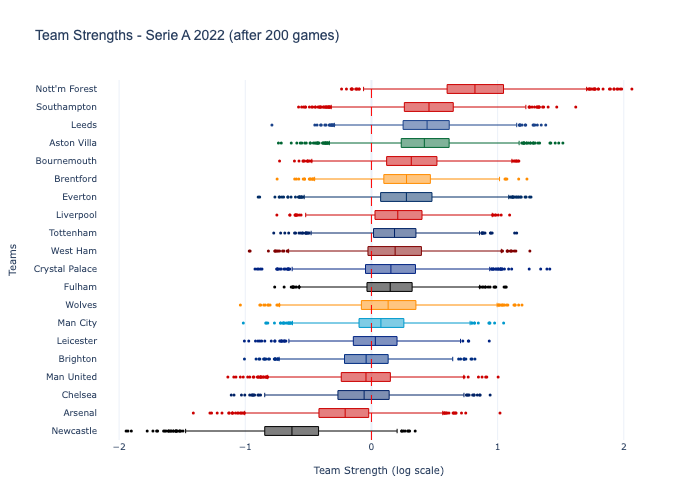 Team Strengths - Serie A 2022 (after 200 games)
Nott'm Forest
Southampton
Leeds
Aston Villa
Bournemouth
Brentford
Everton
Liverpool
Tottenham
West Ham
Crystal Palace
Fulham
Wolves
Man City
Leicester
Brighton
Man United
Chelsea
Arsenal
Newcastle
Teams
−2 −1 0 1 2
Team Strength (log scale)